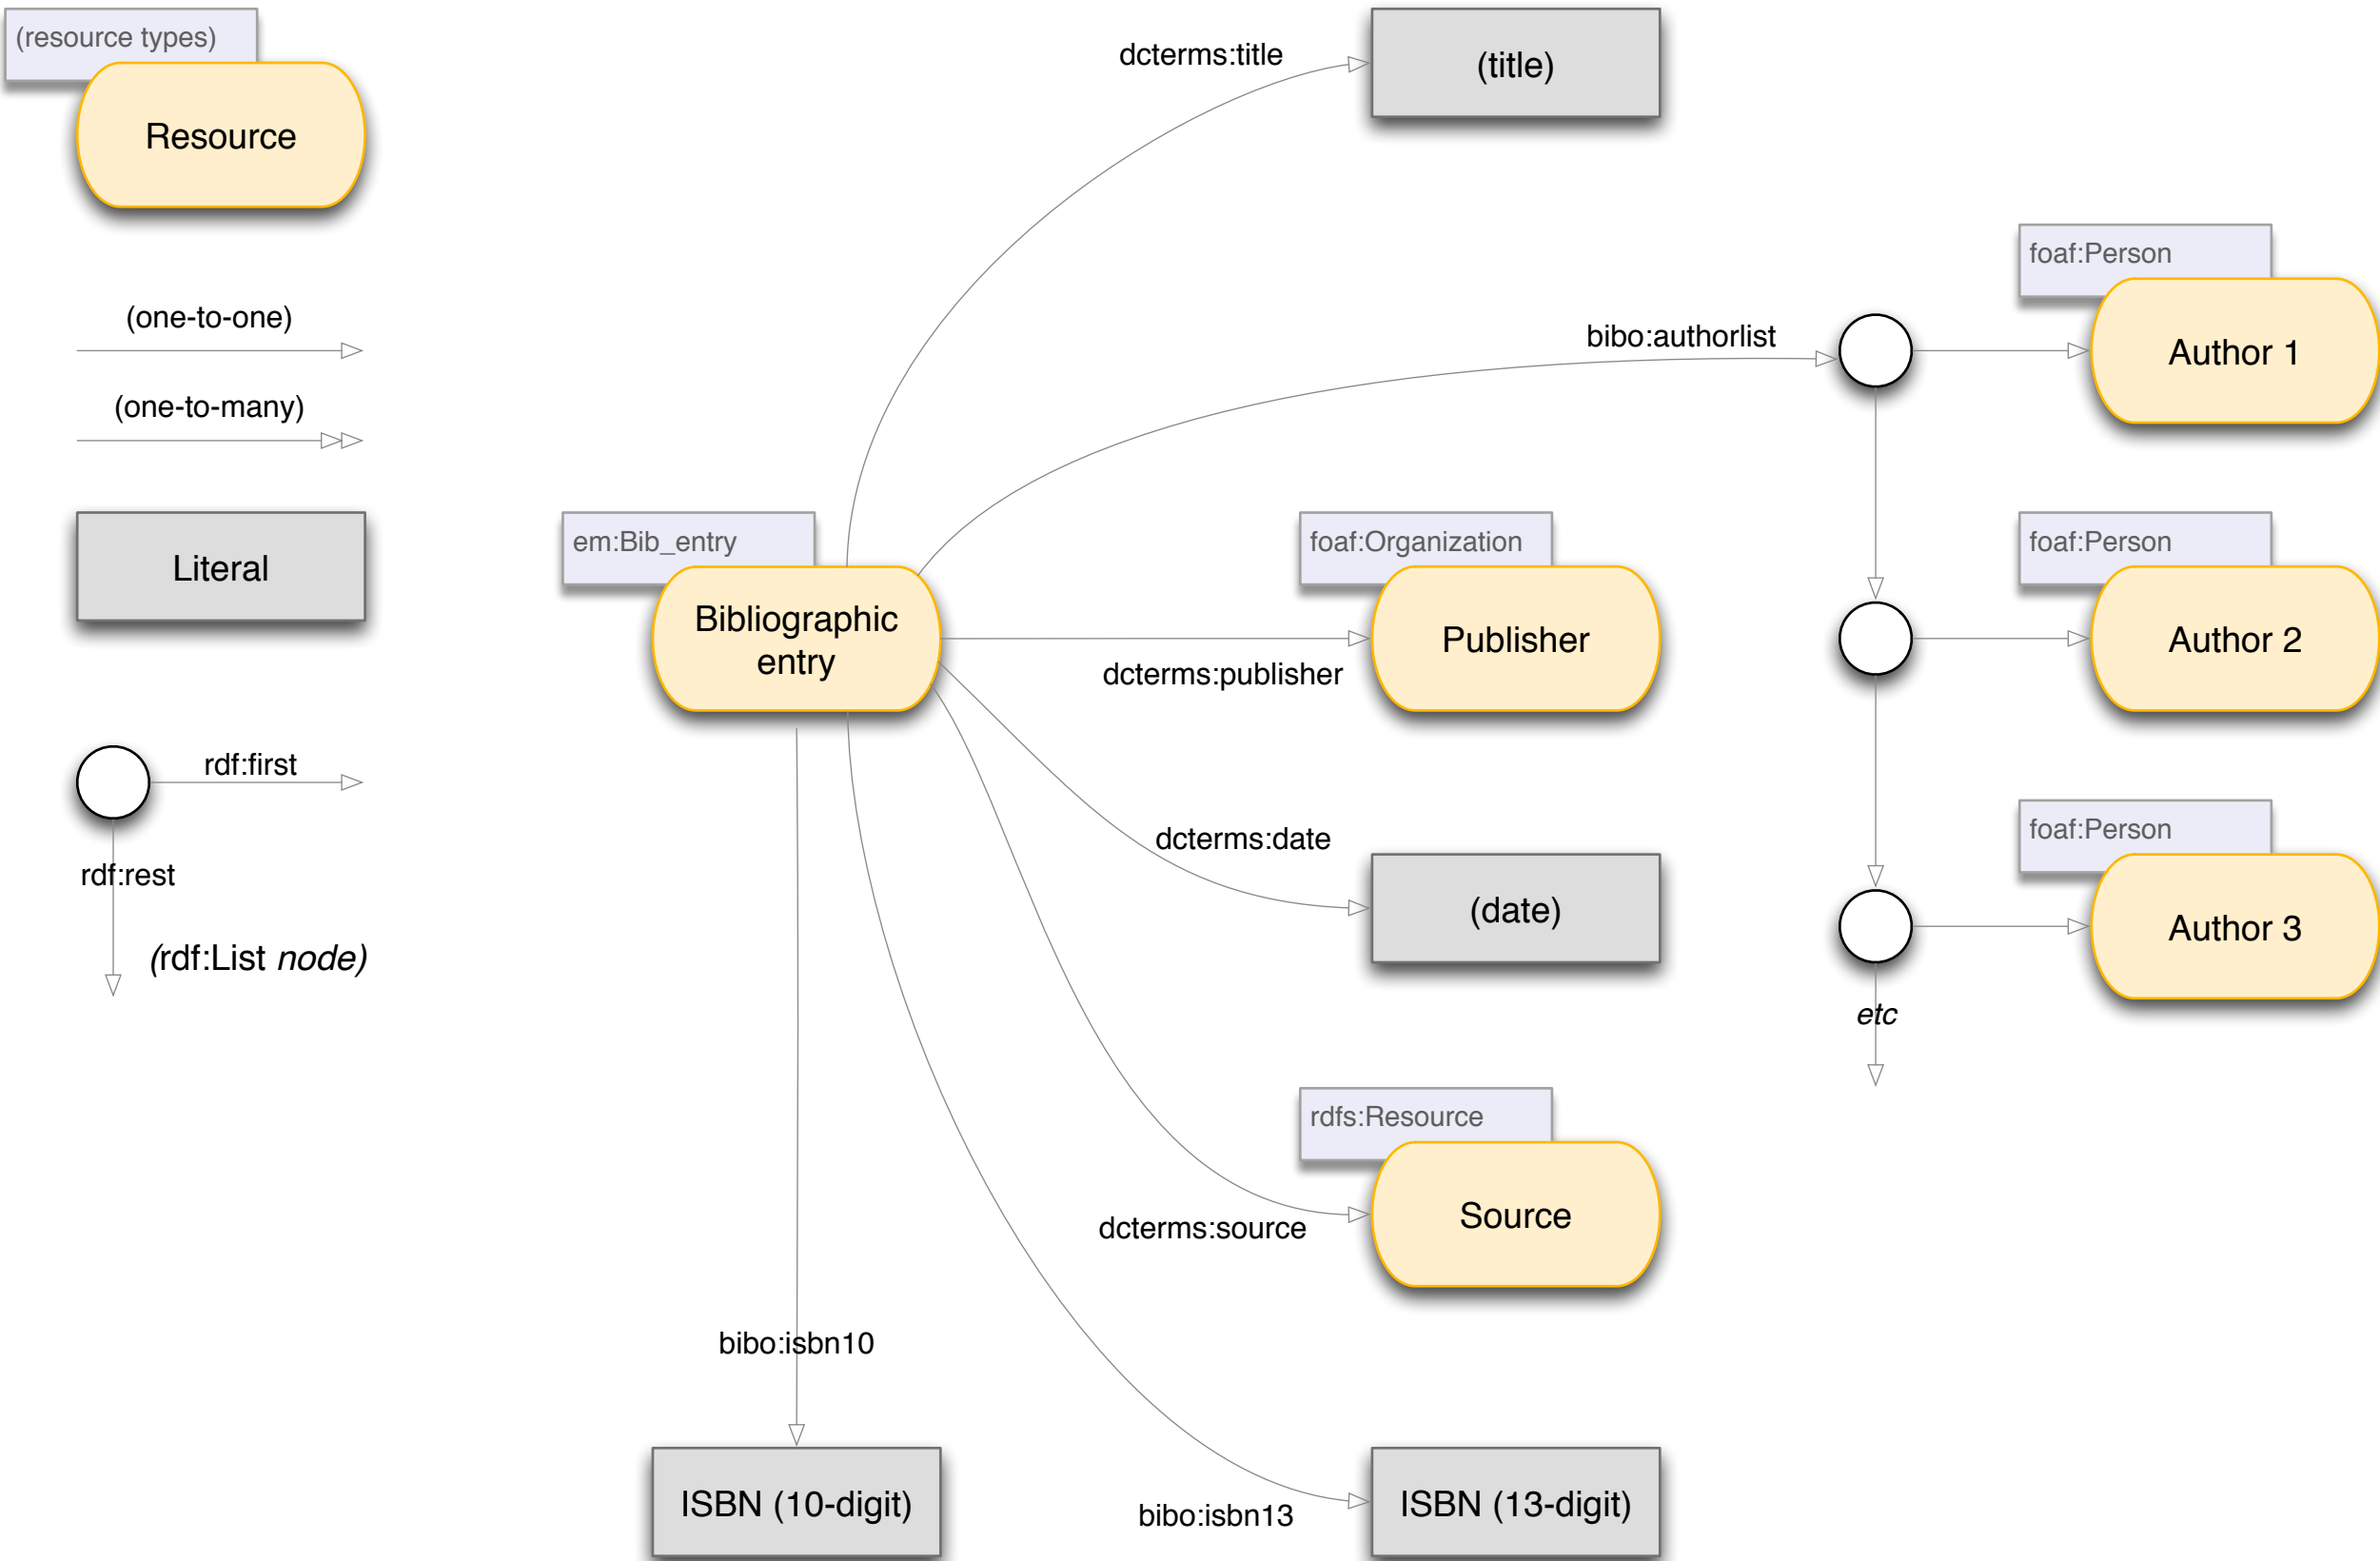 (resource types)
Resource
(one-to-one)
(one-to-many)
Literal
rdf:first
rdf:rest
(rdf:List node)
dcterms:title
(title)
bibo:authorlist
foaf:Person
Author 1
em:Bib_entry
Bibliographic
entry
foaf:Organization
Publisher
dcterms:publisher
foaf:Person
Author 2
dcterms:date
(date)
foaf:Person
Author 3
etc
rdfs:Resource
Source
dcterms:source
bibo:isbn10
ISBN (10-digit)
bibo:isbn13
ISBN (13-digit)